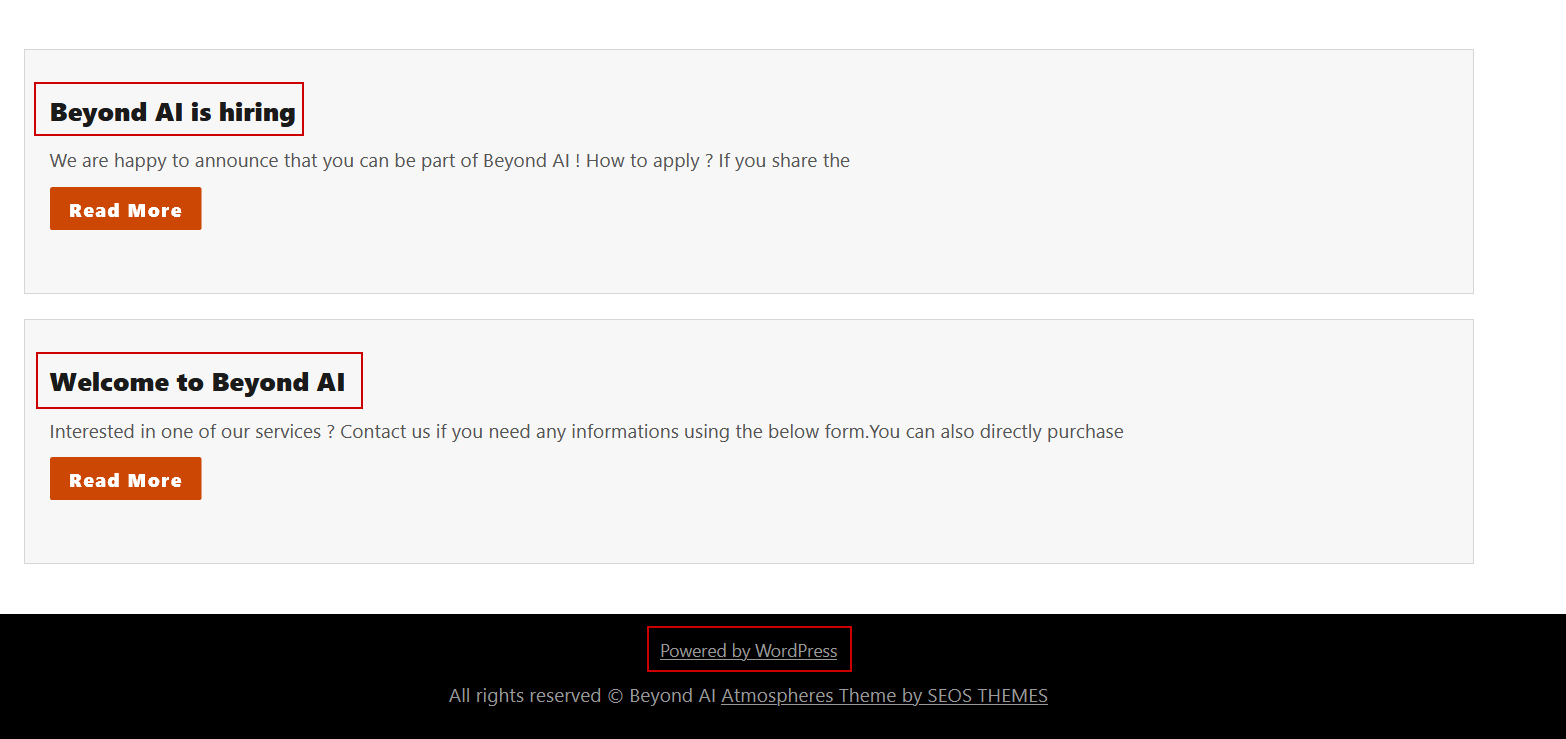 Beyond AI is hiring
We are happy to announce that you can be part of Beyond AI ! How to apply ? If you share the
Read More
Welcome to Beyond AI
Interested in one of our services ? Contact us if you need any informations using the below form.You can also directly purchase
Read More
Powered by WordPress
All rights reserved © Beyond AI Atmospheres Theme by SEOS THEMES